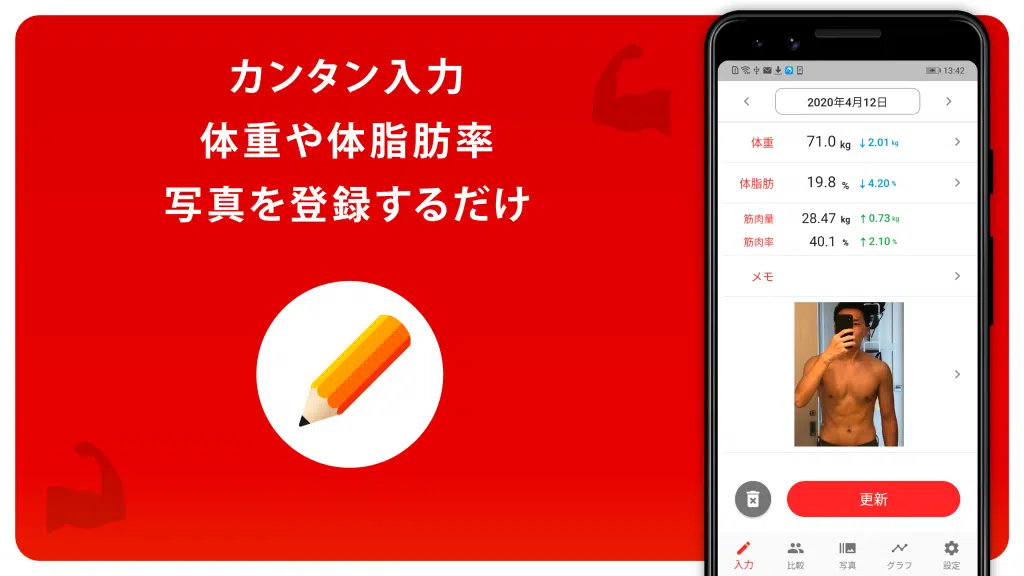 カンタン入力
体重や体脂肪率
写真を登録するだけ
13:42
2020年4月12日
体重 71.0 kg ↓2.01 kg
体脂肪 19.8 % ↓4.20 %
筋肉量 28.47 kg ↑0.73 kg
筋肉率 40.1 % ↑2.10 %
メモ
更新
入力 比較 写真 グラフ 設定